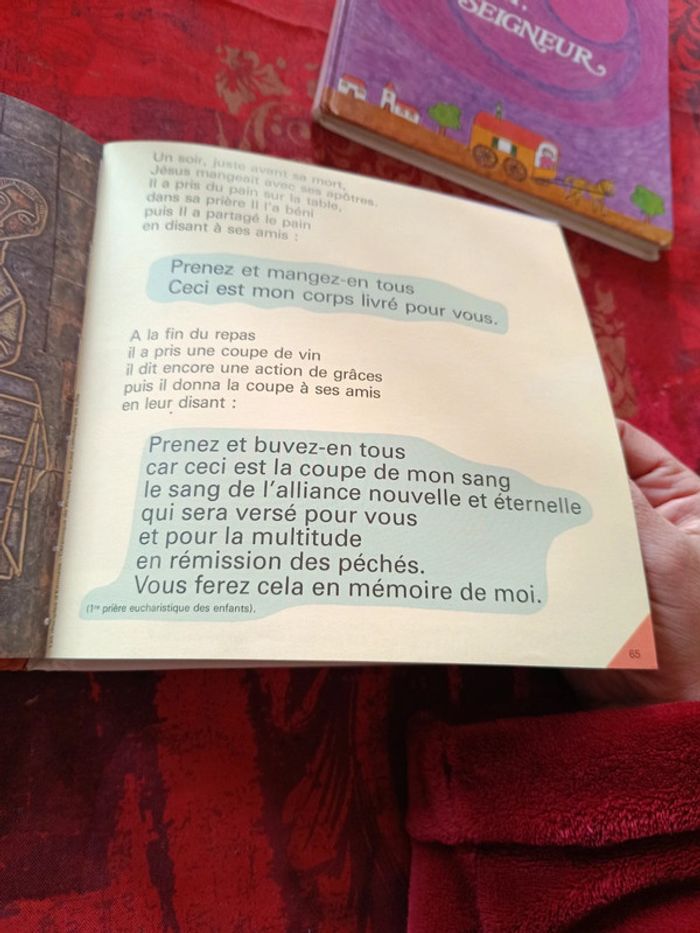 SEIGNEUR
Un soir, juste avant sa mort,
Jésus mangeait avec ses apôtres.
Il a pris du pain sur la table,
dans sa prière Il l'a béni
puis Il a partagé le pain
en disant à ses amis :
Prenez et mangez-en tous
Ceci est mon corps livré pour vous.
A la fin du repas
il a pris une coupe de vin
il dit encore une action de grâces
puis il donna la coupe à ses amis
en leur disant :
Prenez et buvez-en tous
car ceci est la coupe de mon sang
le sang de l'alliance nouvelle et éternelle
qui sera versé pour vous
et pour la multitude
en rémission des péchés.
Vous ferez cela en mémoire de moi.
(1re prière eucharistique des enfants).
65